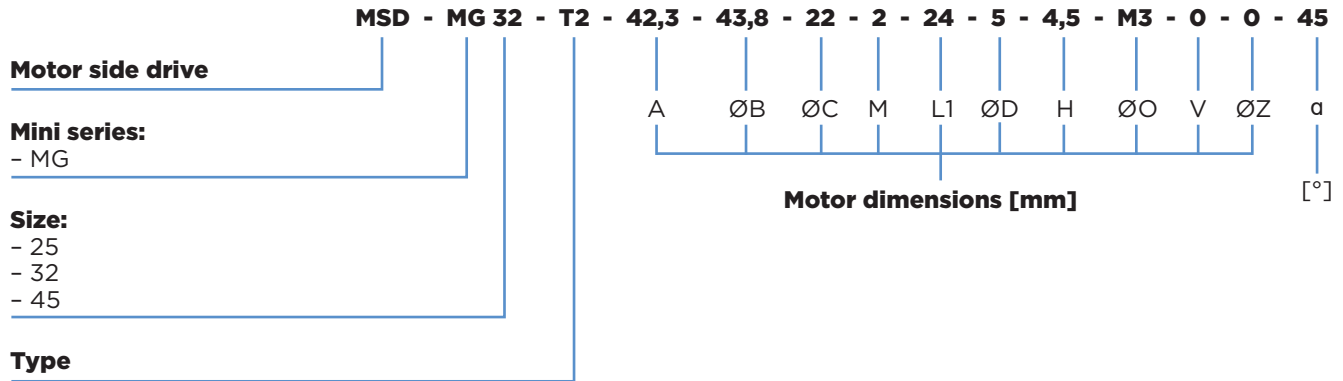 MSD - MG 32 - T2 - 42,3 - 43,8 - 22 - 2 - 24 - 5 - 4,5 - M3 - 0 - 0 - 45
Motor side drive
A ØB ØC M L1 ØD H ØO V ØZ α
Mini series:
– MG
Motor dimensions [mm]
[°]
Size:
– 25
– 32
– 45
Type